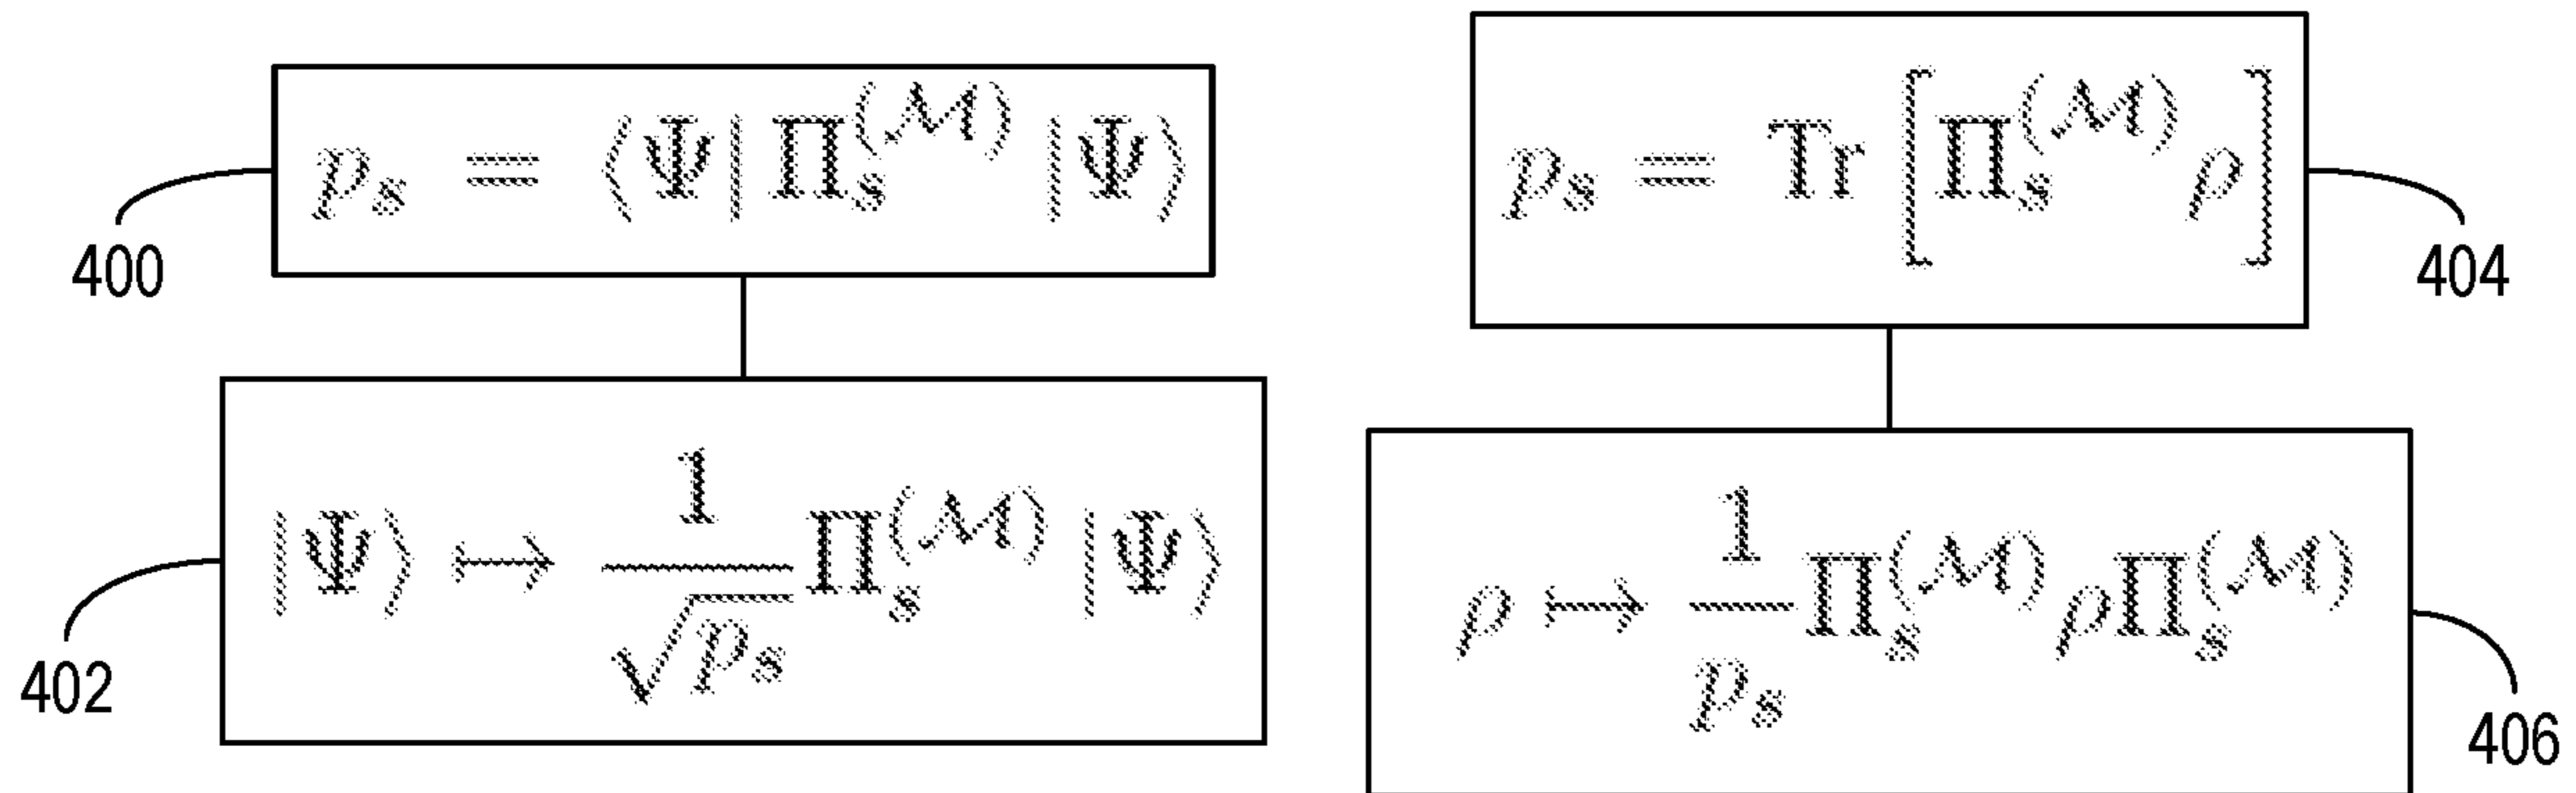 p_s = ⟨Ψ| Π_s^(ℳ) |Ψ⟩
400
|Ψ⟩ ↦ 1/√p_s Π_s^(ℳ) |Ψ⟩
402
p_s = Tr [Π_s^(ℳ) ρ]
404
ρ ↦ 1/p_s Π_s^(ℳ) ρ Π_s^(ℳ)
406